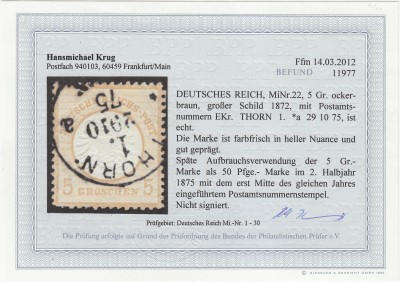 Hansmichael Krug
Postfach 940103, 60459 Frankfurt/Main
Ffm 14.03.2012
BEFUND 11977
DEUTSCHES REICH, MiNr.22, 5 Gr. ocker-
braun, großer Schild 1872, mit Postamts-
nummern EKr. THORN 1. *a 29 10 75, ist
echt.
Die Marke ist farbfrisch in heller Nuance und
gut geprägt.
Späte Aufbrauchsverwendung der 5 Gr.-
Marke als 50 Pfge.- Marke im 2. Halbjahr
1875 mit dem erst Mitte des gleichen Jahres
eingeführtem Postamtsnummernstempel.
Nicht signiert.
Prüfgebiet: Deutsches Reich Mi.-Nr. 1 - 30
Die Prüfung erfolgte auf Grund der Prüfordnung des Bundes der Philatelistischen Prüfer e.V.
THORN
1.
2910
75
a
5 5
GROSCHEN